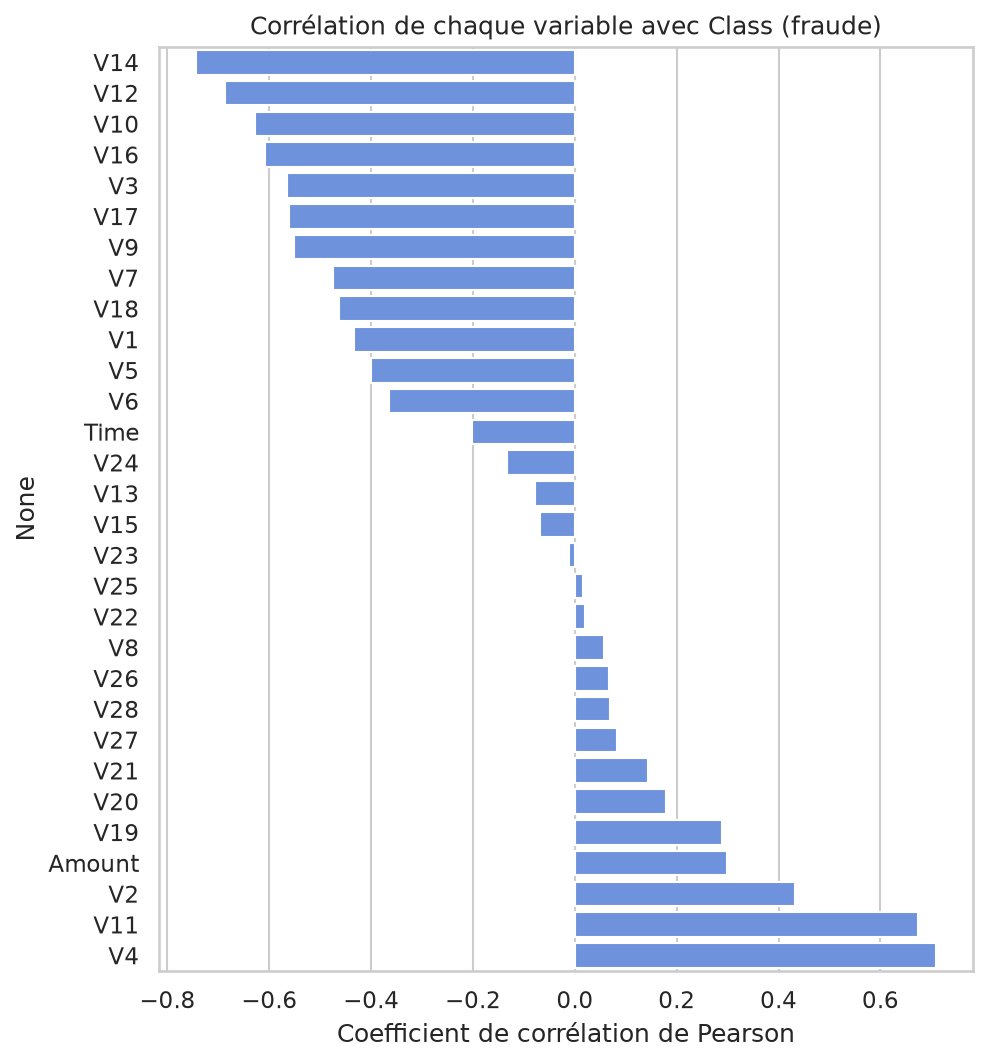 Corrélation de chaque variable avec Class (fraude)
V14
V12
V10
V16
V3
V17
V9
V7
V18
V1
V5
V6
Time
V24
V13
V15
V23
V25
V22
V8
V26
V28
V27
V21
V20
V19
Amount
V2
V11
V4
None
−0.8 −0.6 −0.4 −0.2 0.0 0.2 0.4 0.6
Coefficient de corrélation de Pearson